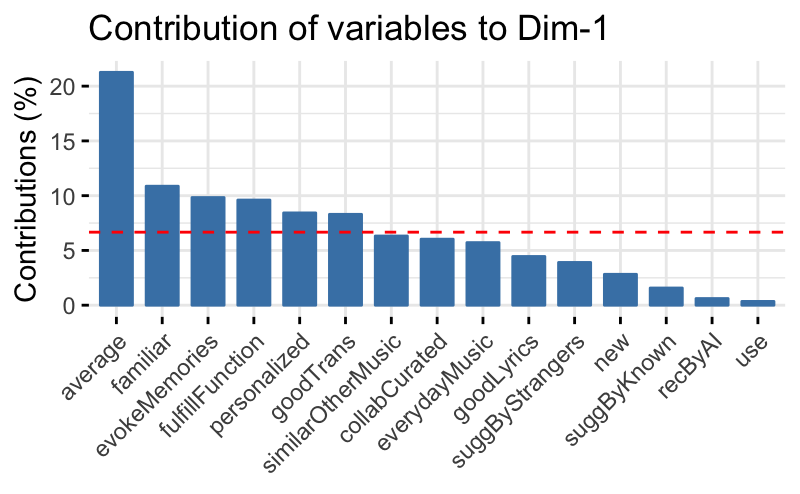 Contribution of variables to Dim-1
Contributions (%)
20
15
10
5
0
average
familiar
evokeMemories
fulfillFunction
personalized
goodTrans
similarOtherMusic
collabCurated
everydayMusic
goodLyrics
suggByStrangers
new
suggByKnown
recByAI
use